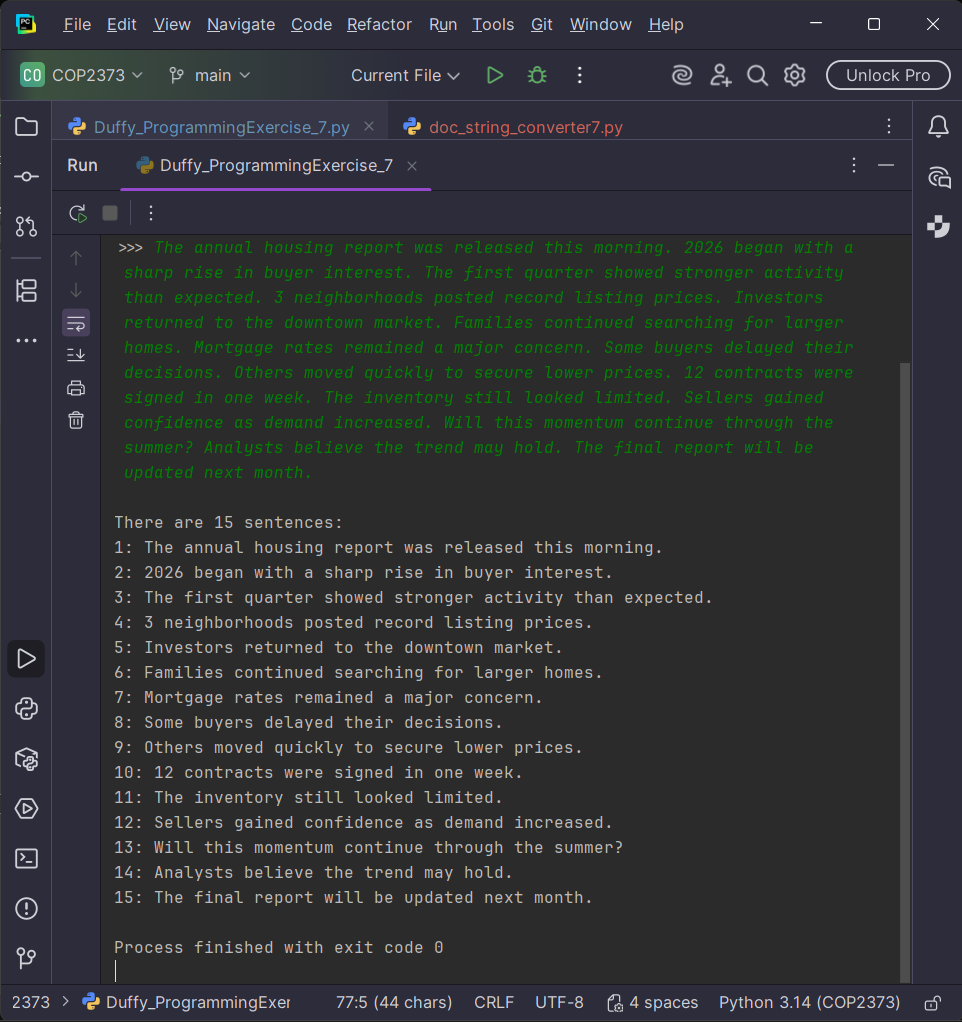 File Edit View Navigate Code Refactor Run Tools Git Window Help
CO COP2373 main Current File Unlock Pro
Duffy_ProgrammingExercise_7.py doc_string_converter7.py
Run Duffy_ProgrammingExercise_7
>>> The annual housing report was released this morning. 2026 began with a
sharp rise in buyer interest. The first quarter showed stronger activity
than expected. 3 neighborhoods posted record listing prices. Investors
returned to the downtown market. Families continued searching for larger
homes. Mortgage rates remained a major concern. Some buyers delayed their
decisions. Others moved quickly to secure lower prices. 12 contracts were
signed in one week. The inventory still looked limited. Sellers gained
confidence as demand increased. Will this momentum continue through the
summer? Analysts believe the trend may hold. The final report will be
updated next month.
There are 15 sentences:
1: The annual housing report was released this morning.
2: 2026 began with a sharp rise in buyer interest.
3: The first quarter showed stronger activity than expected.
4: 3 neighborhoods posted record listing prices.
5: Investors returned to the downtown market.
6: Families continued searching for larger homes.
7: Mortgage rates remained a major concern.
8: Some buyers delayed their decisions.
9: Others moved quickly to secure lower prices.
10: 12 contracts were signed in one week.
11: The inventory still looked limited.
12: Sellers gained confidence as demand increased.
13: Will this momentum continue through the summer?
14: Analysts believe the trend may hold.
15: The final report will be updated next month.
Process finished with exit code 0
2373 > Duffy_ProgrammingExer 77:5 (44 chars) CRLF UTF-8 4 spaces Python 3.14 (COP2373)